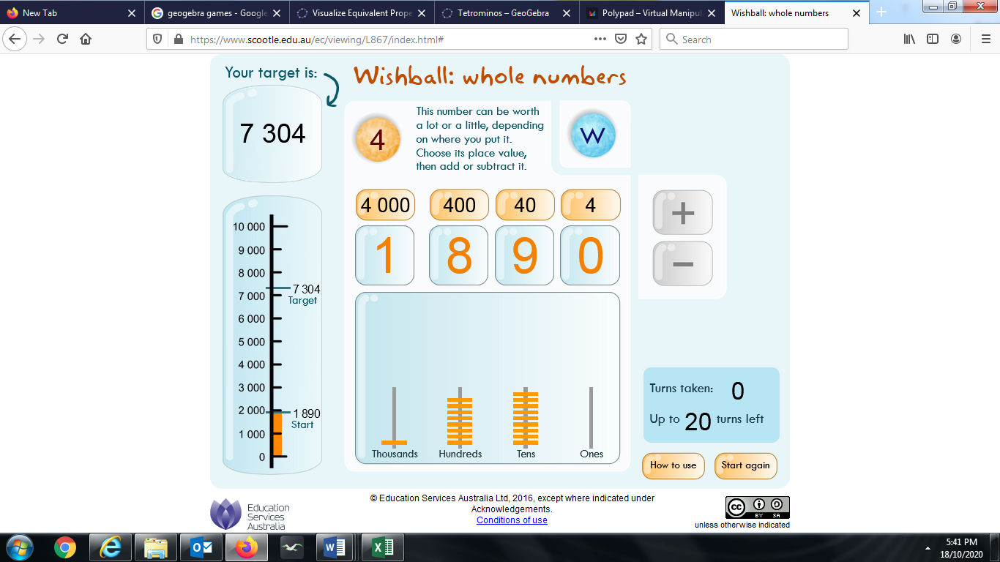 New Tab
geogebra games - Google
Visualize Equivalent Prope
Tetrominos – GeoGebra
Polypad – Virtual Manipul
Wishball: whole numbers
https://www.scootle.edu.au/ec/viewing/L867/index.html#
Search
Your target is:
7 304
Wishball: whole numbers
4
This number can be worth
a lot or a little, depending
on where you put it.
Choose its place value,
then add or subtract it.
W
4 000 400 40 4
1 8 9 0
+
−
10 000
9 000
8 000
7 304
7 000
Target
6 000
5 000
4 000
3 000
2 000
1 890
Start
1 000
0
Thousands Hundreds Tens Ones
Turns taken: 0
Up to 20 turns left
How to use
Start again
Education
Services
Australia
© Education Services Australia Ltd, 2016, except where indicated under
Acknowledgements.
Conditions of use
cc
BY SA
unless otherwise indicated
5:41 PM
18/10/2020